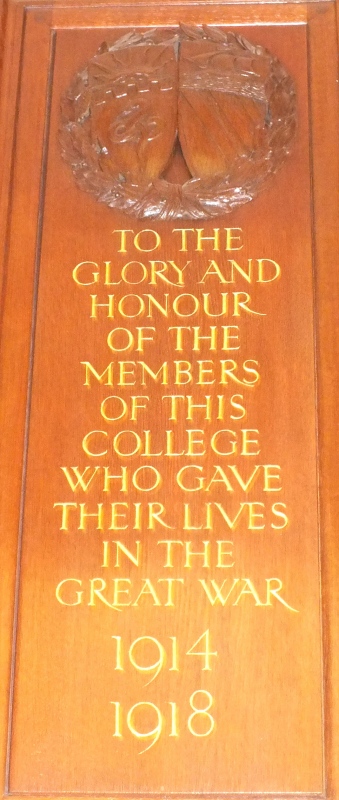 TO THE
GLORY AND
HONOUR
OF THE
MEMBERS
OF THIS
COLLEGE
WHO GAVE
THEIR LIVES
IN THE
GREAT WAR
1914
1918